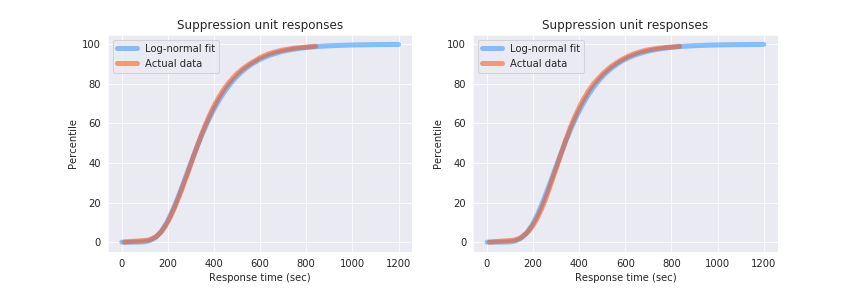 Suppression unit responses
Log-normal fit
Actual data
100
80
60
40
20
0
Percentile
0 200 400 600 800 1000 1200
Response time (sec)
Suppression unit responses
Log-normal fit
Actual data
100
80
60
40
20
0
Percentile
0 200 400 600 800 1000 1200
Response time (sec)